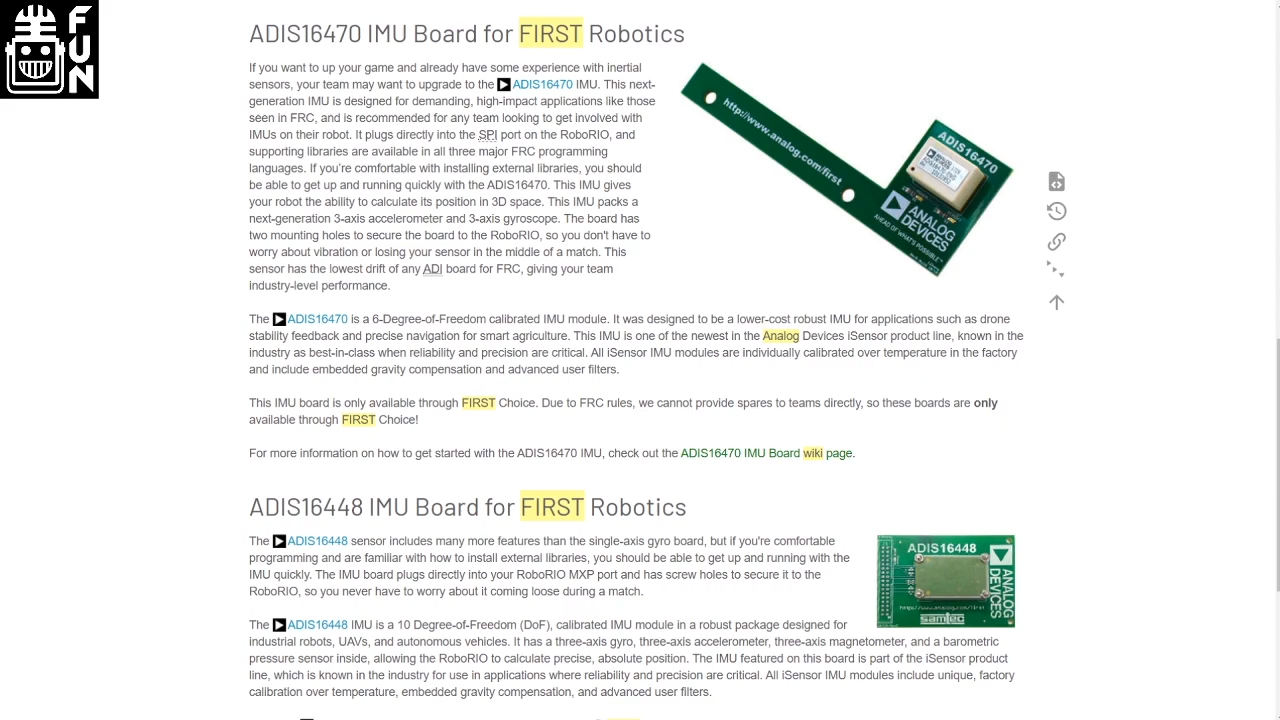 FUN
ADIS16470 IMU Board for FIRST Robotics
If you want to up your game and already have some experience with inertial
sensors, your team may want to upgrade to the ADIS16470 IMU. This next-
generation IMU is designed for demanding, high-impact applications like those
seen in FRC, and is recommended for any team looking to get involved with
IMUs on their robot. It plugs directly into the SPI port on the RoboRIO, and
supporting libraries are available in all three major FRC programming
languages. If you're comfortable with installing external libraries, you should
be able to get up and running quickly with the ADIS16470. This IMU gives
your robot the ability to calculate its position in 3D space. This IMU packs a
next-generation 3-axis accelerometer and 3-axis gyroscope. The board has
two mounting holes to secure the board to the RoboRIO, so you don't have to
worry about vibration or losing your sensor in the middle of a match. This
sensor has the lowest drift of any ADI board for FRC, giving your team
industry-level performance.
http://www.analog.com/first
ADIS16470
ANALOG
DEVICES
AHEAD OF WHAT'S POSSIBLE™
The ADIS16470 is a 6-Degree-of-Freedom calibrated IMU module. It was designed to be a lower-cost robust IMU for applications such as drone
stability feedback and precise navigation for smart agriculture. This IMU is one of the newest in the Analog Devices iSensor product line, known in the
industry as best-in-class when reliability and precision are critical. All iSensor IMU modules are individually calibrated over temperature in the factory
and include embedded gravity compensation and advanced user filters.
This IMU board is only available through FIRST Choice. Due to FRC rules, we cannot provide spares to teams directly, so these boards are only
available through FIRST Choice!
For more information on how to get started with the ADIS16470 IMU, check out the ADIS16470 IMU Board wiki page.
ADIS16448 IMU Board for FIRST Robotics
The ADIS16448 sensor includes many more features than the single-axis gyro board, but if you're comfortable
programming and are familiar with how to install external libraries, you should be able to get up and running with the
IMU quickly. The IMU board plugs directly into your RoboRIO MXP port and has screw holes to secure it to the
RoboRIO, so you never have to worry about it coming loose during a match.
ADIS16448
ANALOG
DEVICES
samtec
The ADIS16448 IMU is a 10 Degree-of-Freedom (DoF), calibrated IMU module in a robust package designed for
industrial robots, UAVs, and autonomous vehicles. It has a three-axis gyro, three-axis accelerometer, three-axis magnetometer, and a barometric
pressure sensor inside, allowing the RoboRIO to calculate precise, absolute position. The IMU featured on this board is part of the iSensor product
line, which is known in the industry for use in applications where reliability and precision are critical. All iSensor IMU modules include unique, factory
calibration over temperature, embedded gravity compensation, and advanced user filters.